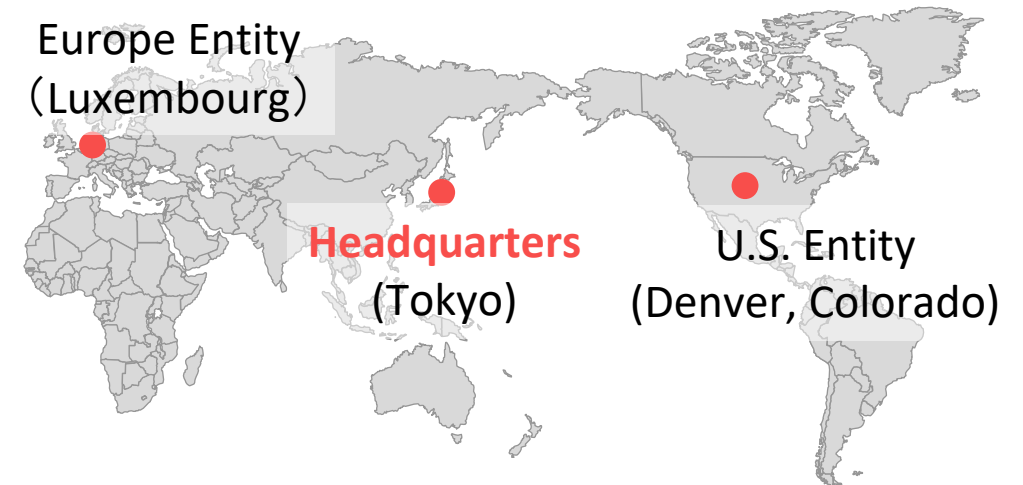 Europe Entity
（Luxembourg）
Headquarters
(Tokyo)
U.S. Entity
(Denver, Colorado)